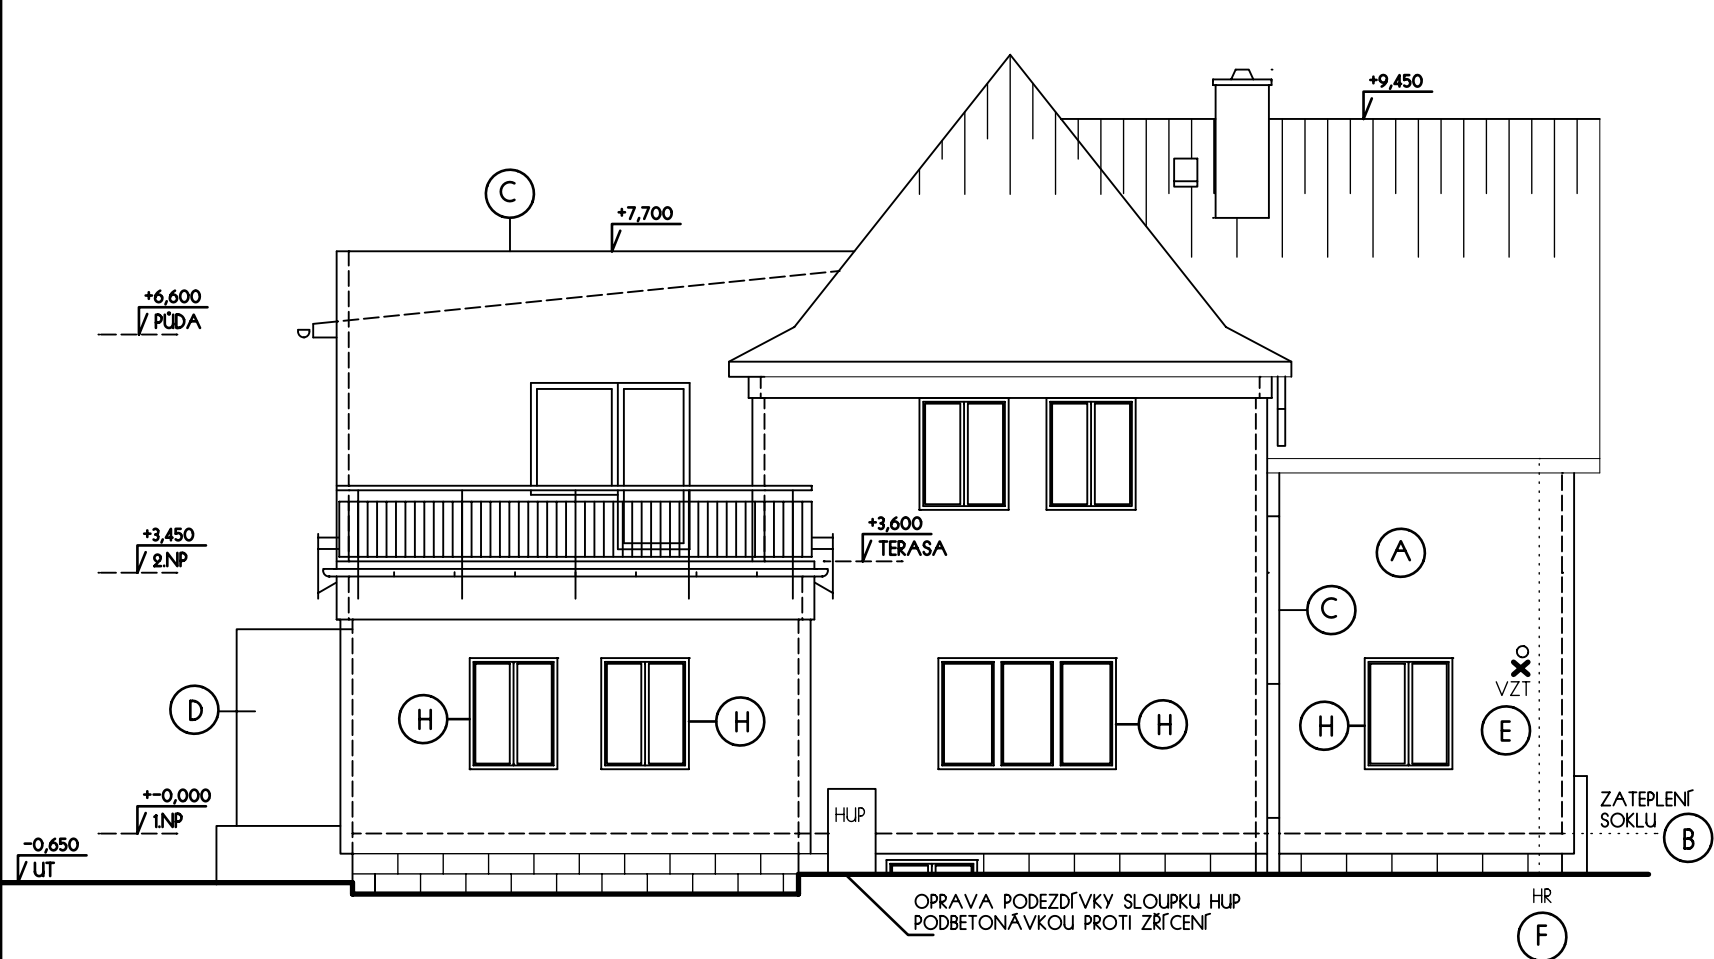 +9,450
C
+7,700
+6,600
PŮDA
+3,450
2.NP
+3,600
TERASA
A
C
VZT
D
H
H
H
H
E
+-0,000
1.NP
HUP
ZATEPLENÍ
SOKLU
B
-0,650
UT
OPRAVA PODEZDÍVKY SLOUPKU HUP
PODBETONÁVKOU PROTI ZŘÍCENÍ
HR
F